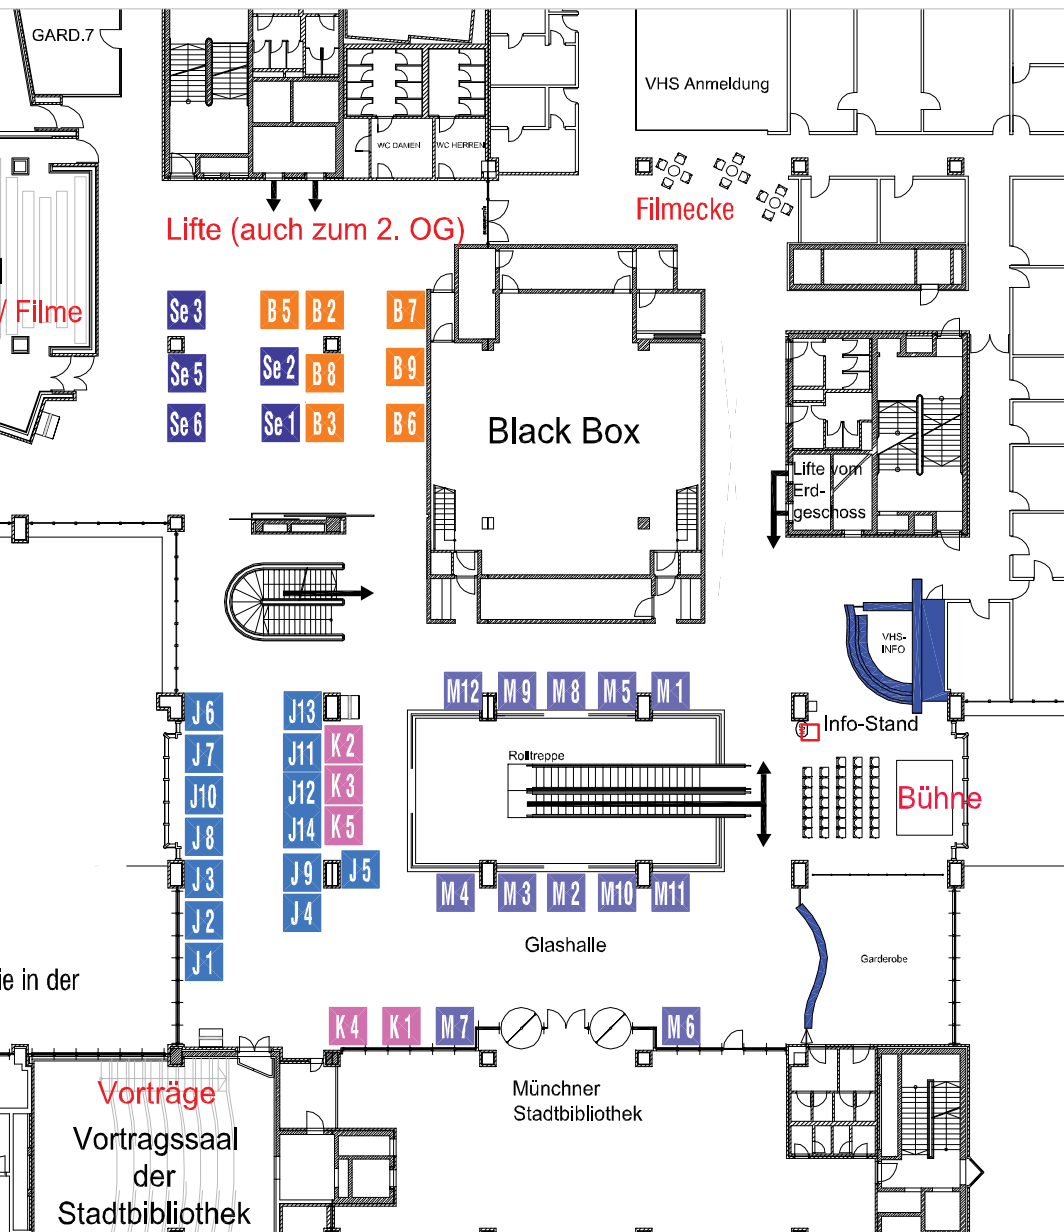 GARD.7
VHS Anmeldung
WC DAMEN
WC HERREN
Filmecke
Lifte (auch zum 2. OG)
/ Filme
Se 3
B 5
B 2
B 7
Se 5
Se 2
B 8
B 9
Se 6
Se 1
B 3
B 6
Black Box
Lifte vom
Erd-
geschoss
VHS-
INFO
M12
M 9
M 8
M 5
M 1
J 6
J13
Info-Stand
J 7
J11
K 2
Rolltreppe
J10
J12
K 3
Bühne
J 8
J14
K 5
J 3
J 9
J 5
M 4
M 3
M 2
M10
M11
J 2
J 4
Glashalle
J 1
Garderobe
ie in der
K 4
K 1
M 7
M 6
Vorträge
Münchner
Stadtbibliothek
Vortragssaal
der
Stadtbibliothek